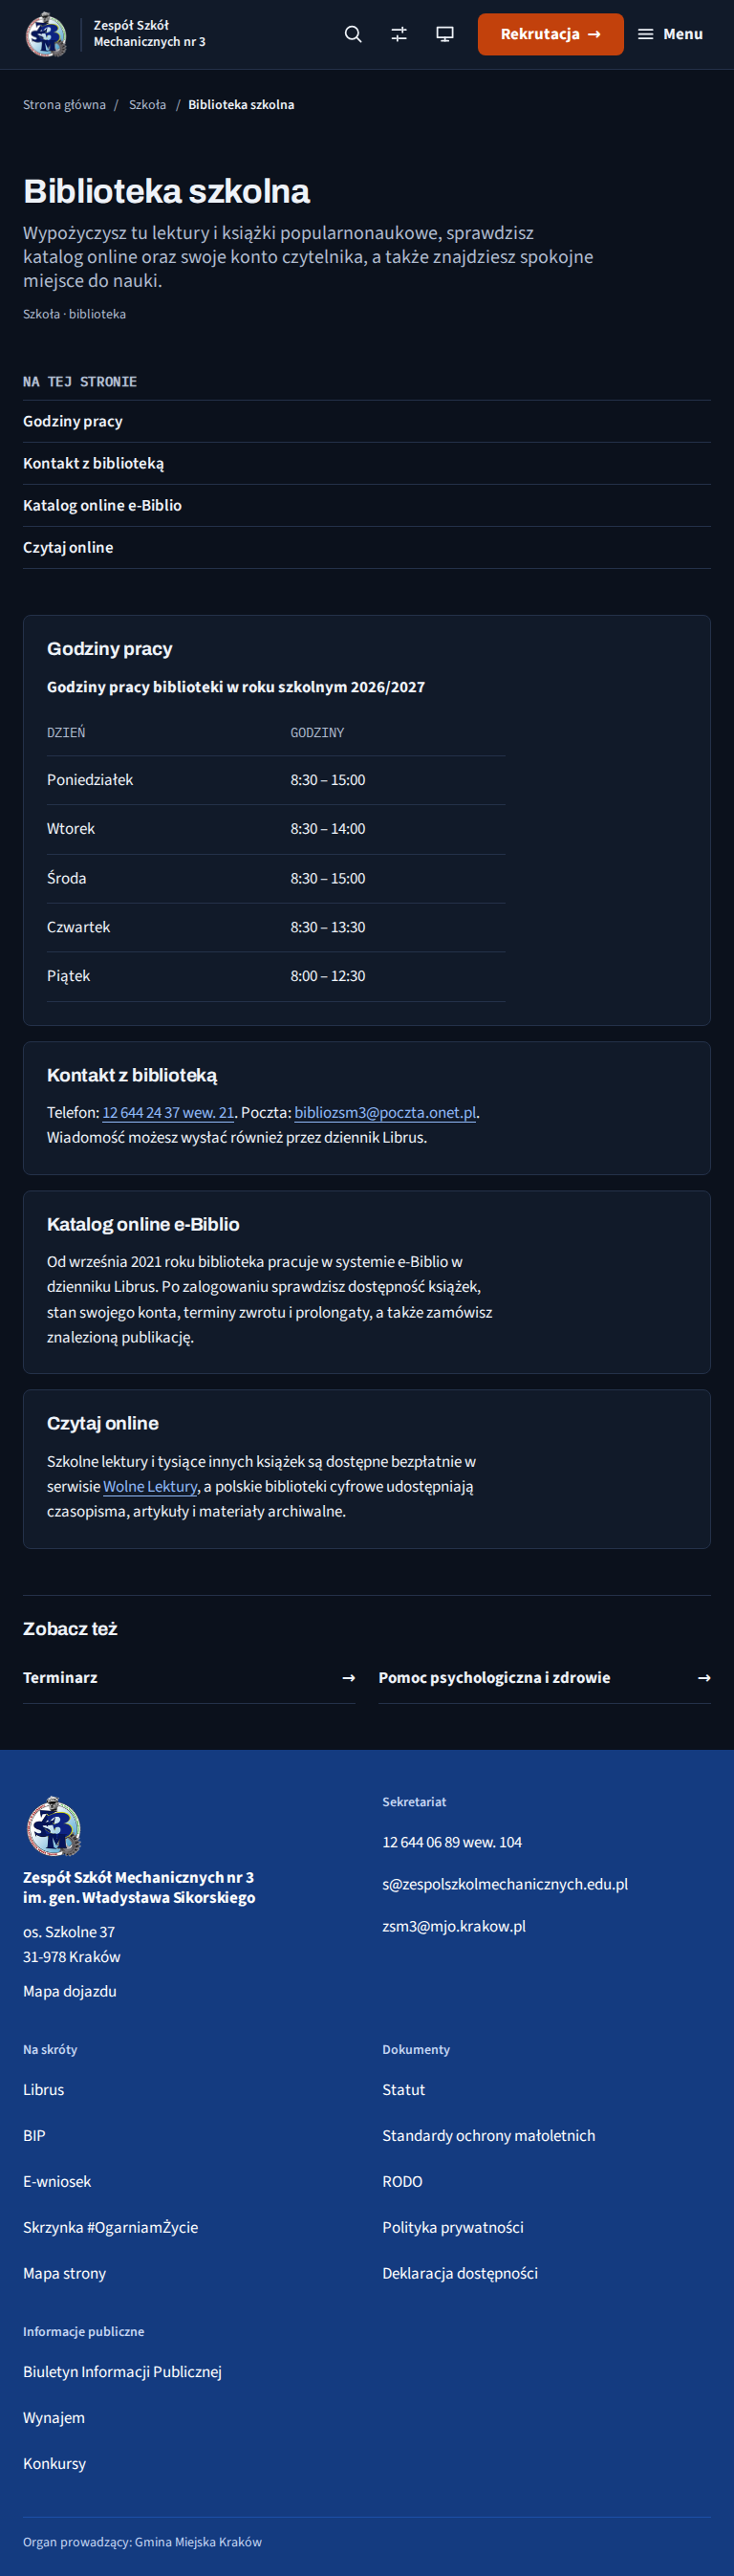 Zespół Szkół
Mechanicznych nr 3
Rekrutacja →
Menu
Strona główna / Szkoła / Biblioteka szkolna
Biblioteka szkolna
Wypożyczysz tu lektury i książki popularnonaukowe, sprawdzisz
katalog online oraz swoje konto czytelnika, a także znajdziesz spokojne
miejsce do nauki.
Szkoła · biblioteka
NA TEJ STRONIE
Godziny pracy
Kontakt z biblioteką
Katalog online e-Biblio
Czytaj online
Godziny pracy
Godziny pracy biblioteki w roku szkolnym 2026/2027
DZIEŃ GODZINY
Poniedziałek 8:30 – 15:00
Wtorek 8:30 – 14:00
Środa 8:30 – 15:00
Czwartek 8:30 – 13:30
Piątek 8:00 – 12:30
Kontakt z biblioteką
Telefon: 12 644 24 37 wew. 21. Poczta: bibliozsm3@poczta.onet.pl.
Wiadomość możesz wysłać również przez dziennik Librus.
Katalog online e-Biblio
Od września 2021 roku biblioteka pracuje w systemie e-Biblio w
dzienniku Librus. Po zalogowaniu sprawdzisz dostępność książek,
stan swojego konta, terminy zwrotu i prolongaty, a także zamówisz
znalezioną publikację.
Czytaj online
Szkolne lektury i tysiące innych książek są dostępne bezpłatnie w
serwisie Wolne Lektury, a polskie biblioteki cyfrowe udostępniają
czasopisma, artykuły i materiały archiwalne.
Zobacz też
Terminarz →
Pomoc psychologiczna i zdrowie →
Zespół Szkół Mechanicznych nr 3
im. gen. Władysława Sikorskiego
os. Szkolne 37
31-978 Kraków
Mapa dojazdu
Sekretariat
12 644 06 89 wew. 104
s@zespolszkolmechanicznych.edu.pl
zsm3@mjo.krakow.pl
Na skróty
Librus
BIP
E-wniosek
Skrzynka #OgarniamŻycie
Mapa strony
Dokumenty
Statut
Standardy ochrony małoletnich
RODO
Polityka prywatności
Deklaracja dostępności
Informacje publiczne
Biuletyn Informacji Publicznej
Wynajem
Konkursy
Organ prowadzący: Gmina Miejska Kraków